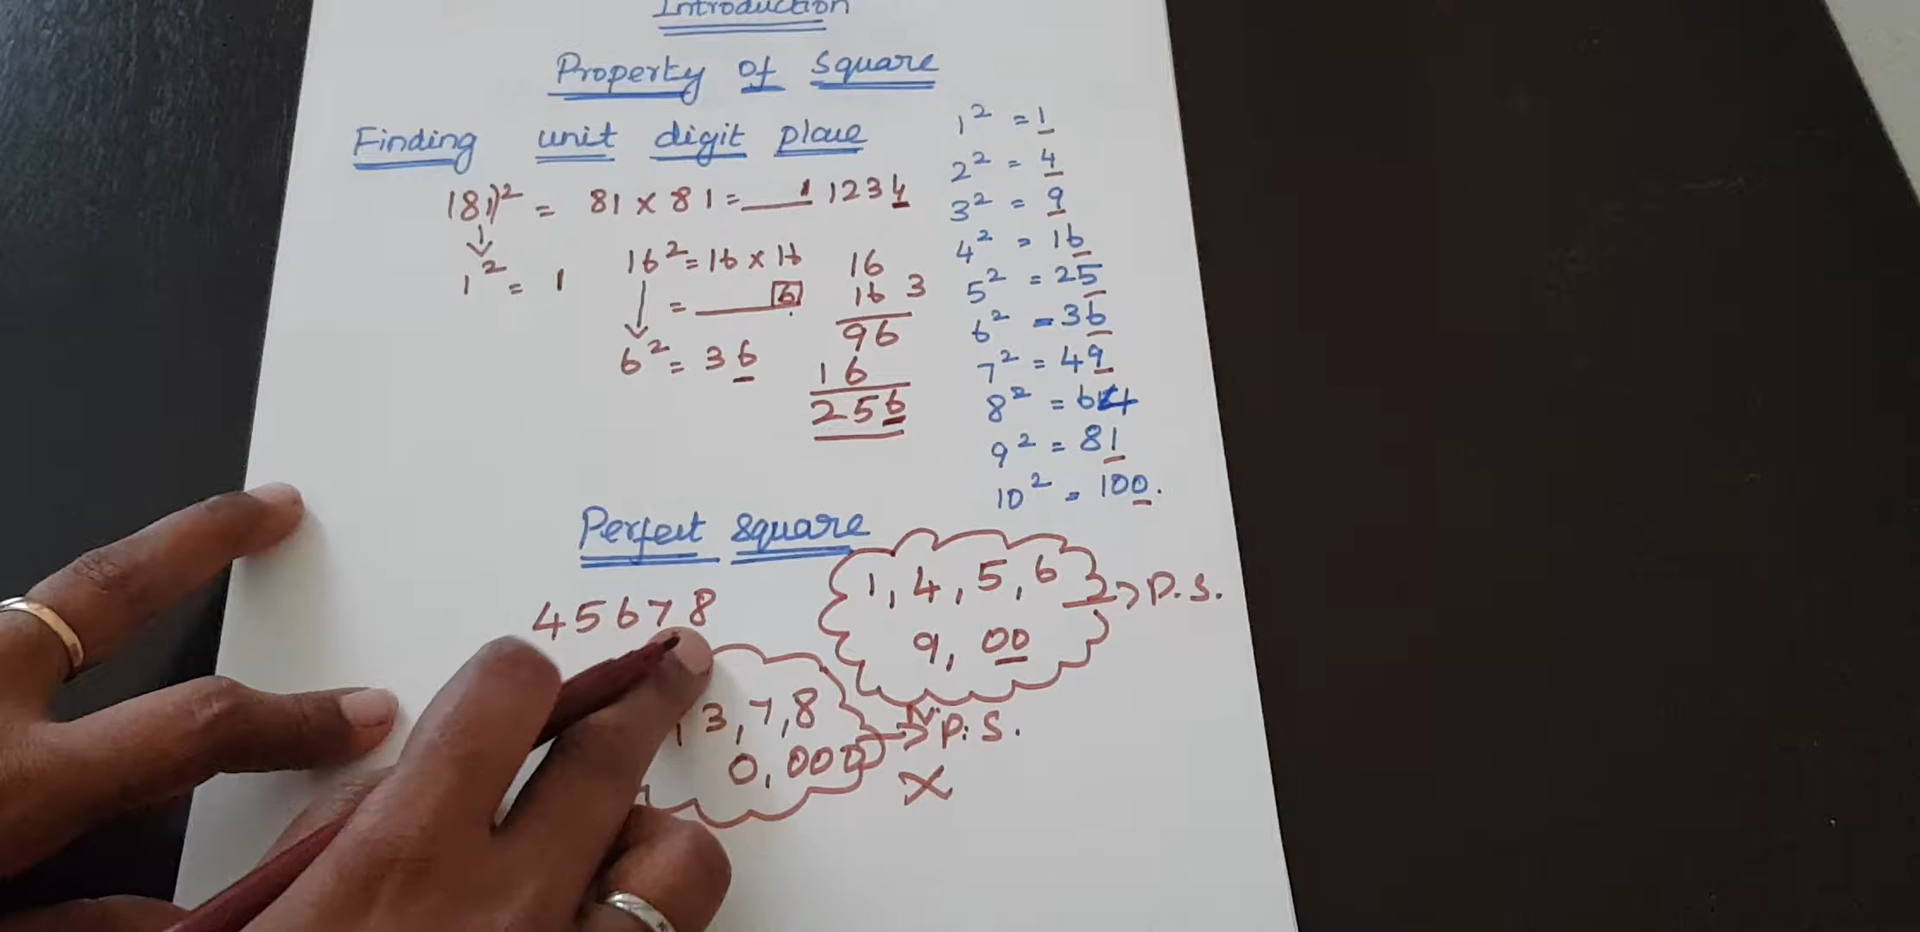 Introduction
Property of Square
Finding unit digit place
(81)² = 81 × 81 = ___1 1234
1² = 1
16² = 16 × 16
= ___6
6² = 36
16
16 3
96
16
256
1² = 1
2² = 4
3² = 9
4² = 16
5² = 25
6² = 36
7² = 49
8² = 64
9² = 81
10² = 100.
Perfect square
45678
1, 4, 5, 6
9, 00
→ P.S.
, 3, 7, 8
0, 000
→ P.S.
X